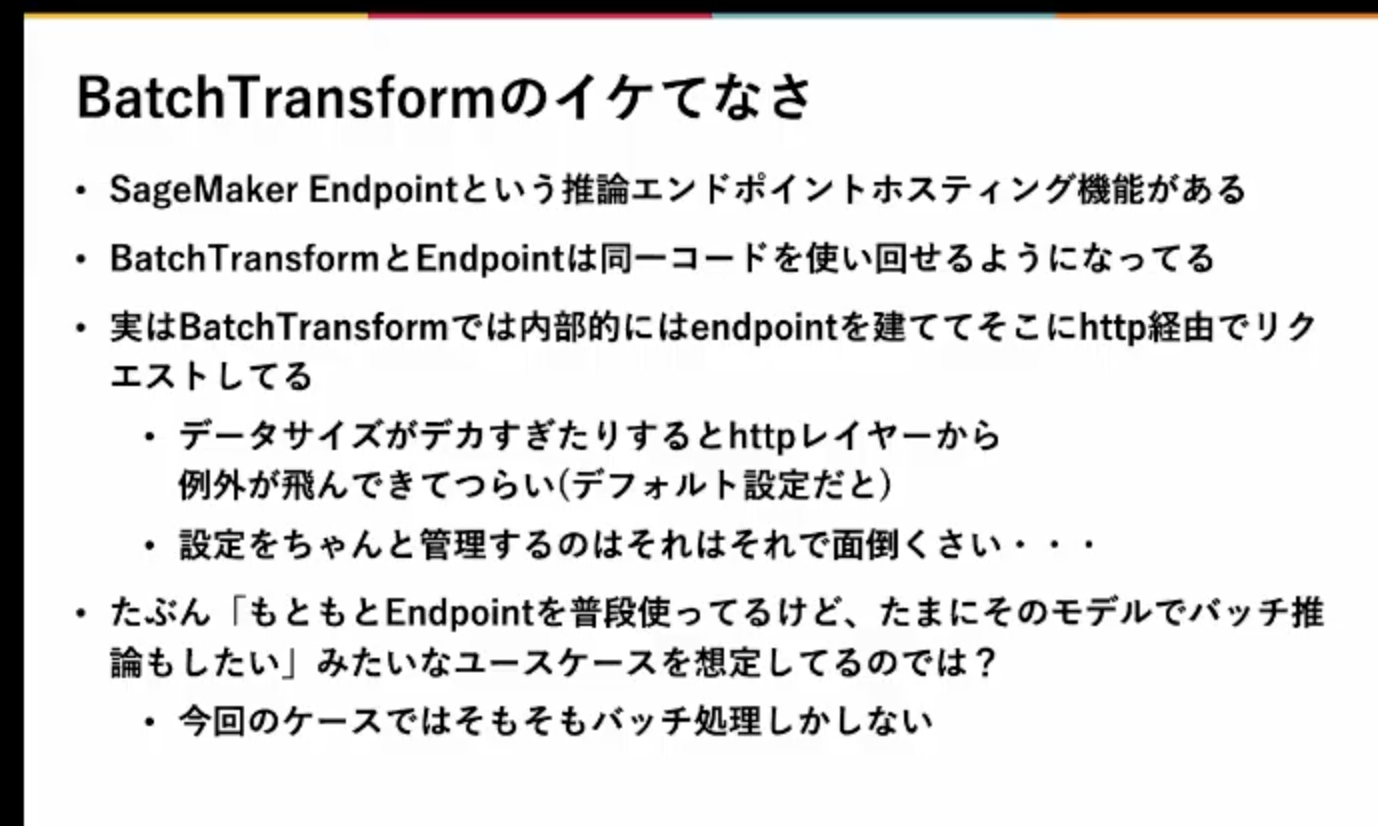 BatchTransformのイケてなさ
• SageMaker Endpointという推論エンドポイントホスティング機能がある
• BatchTransformとEndpointは同一コードを使い回せるようになってる
• 実はBatchTransformでは内部的にはendpointを建ててそこにhttp経由でリク
エストしてる
• データサイズがデカすぎたりするとhttpレイヤーから
例外が飛んできてつらい(デフォルト設定だと)
• 設定をちゃんと管理するのはそれはそれで面倒くさい・・・
• たぶん「もともとEndpointを普段使ってるけど、たまにそのモデルでバッチ推
論もしたい」みたいなユースケースを想定してるのでは？
• 今回のケースではそもそもバッチ処理しかしない